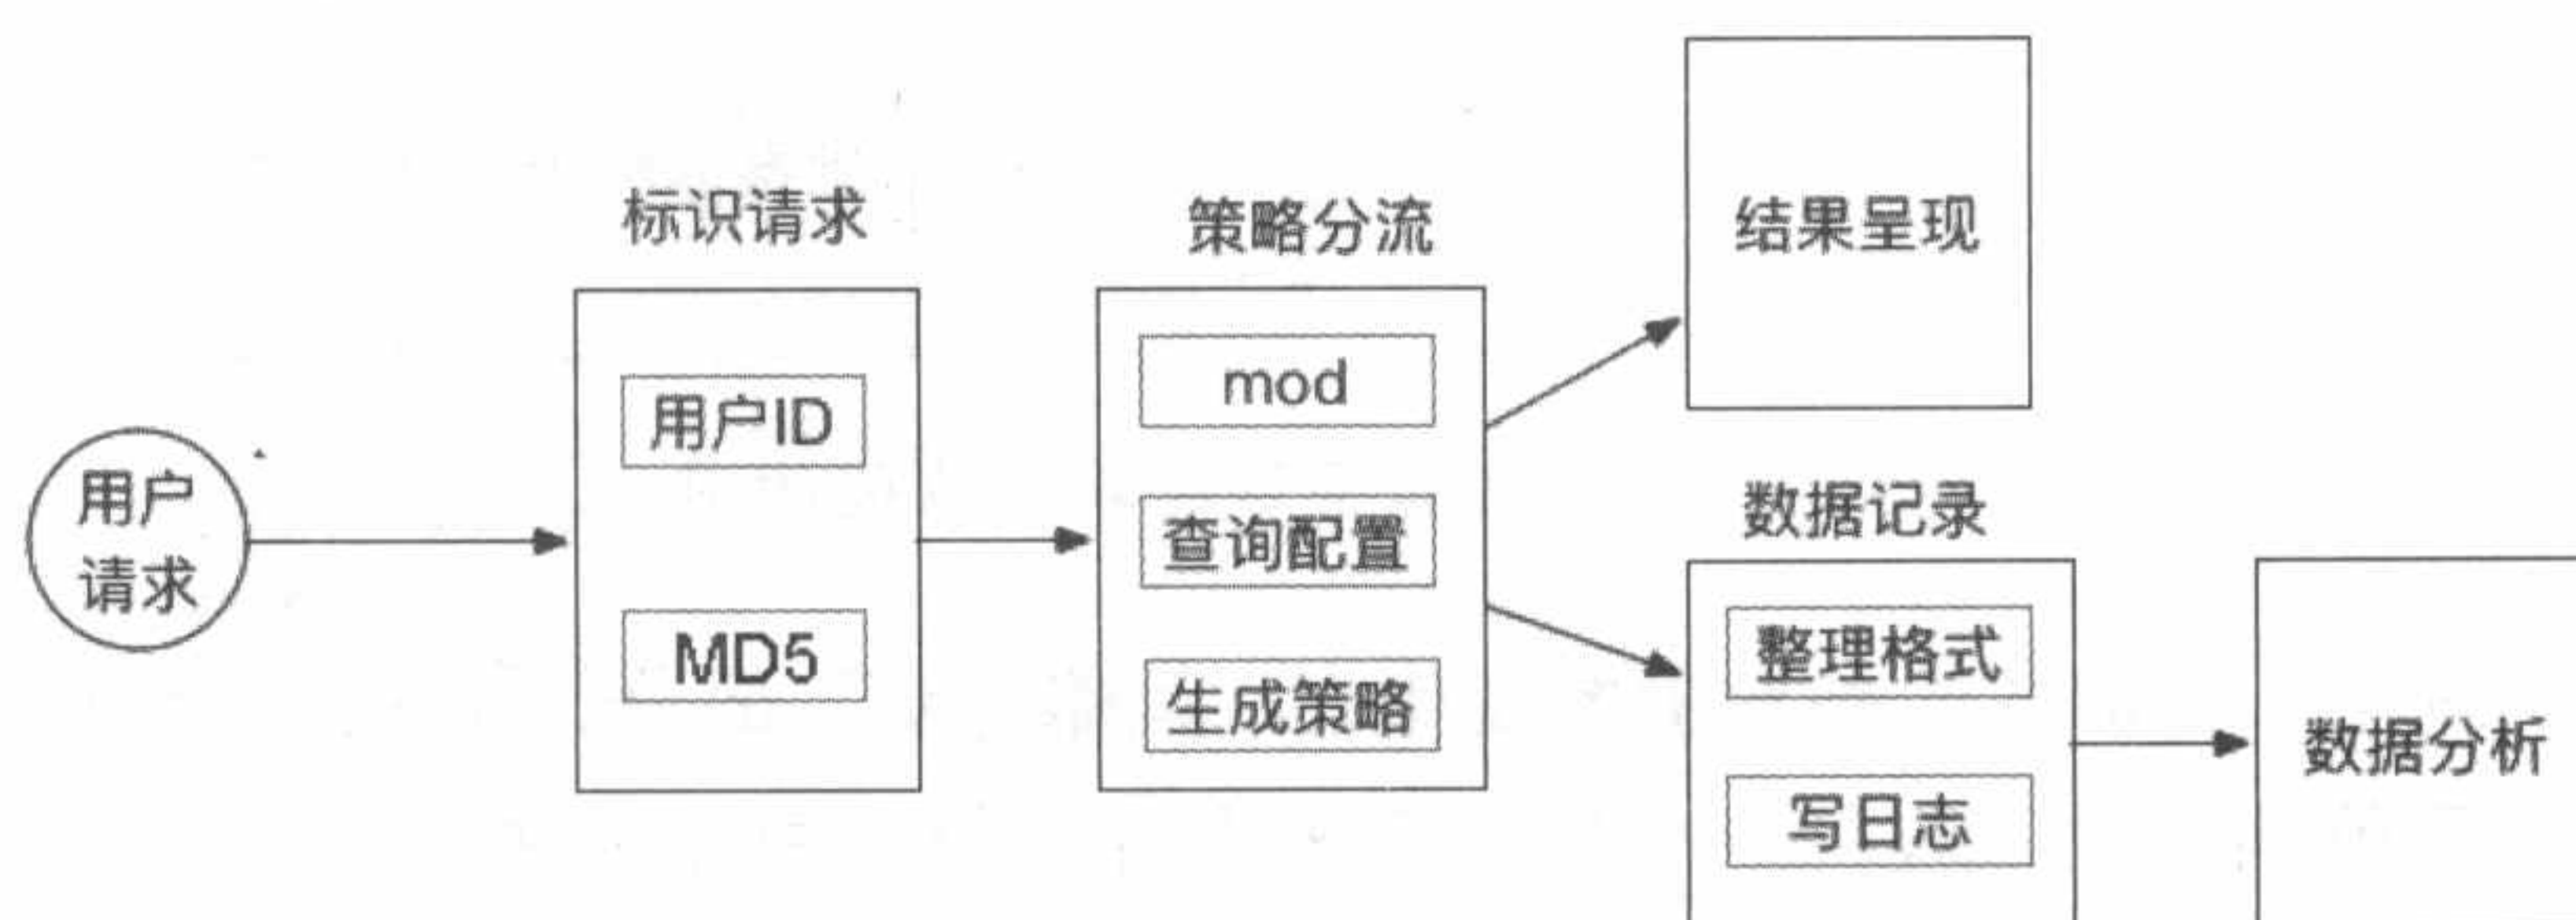 用户
请求
标识请求
用户ID
MD5
策略分流
mod
查询配置
生成策略
结果呈现
数据记录
整理格式
写日志
数据分析